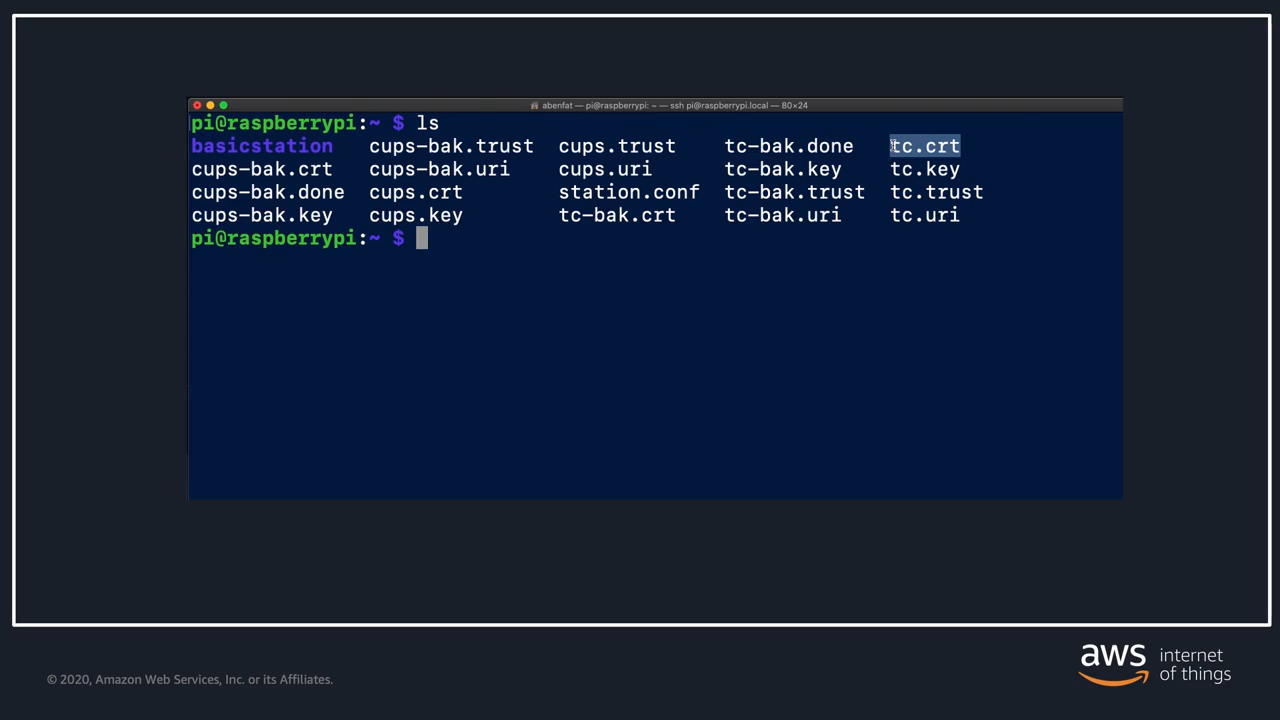 abenfat — pi@raspberrypi: ~ — ssh pi@raspberrypi.local — 80×24
pi@raspberrypi:~ $ ls
basicstation cups-bak.trust cups.trust tc-bak.done tc.crt
cups-bak.crt cups-bak.uri cups.uri tc-bak.key tc.key
cups-bak.done cups.crt station.conf tc-bak.trust tc.trust
cups-bak.key cups.key tc-bak.crt tc-bak.uri tc.uri
pi@raspberrypi:~ $
© 2020, Amazon Web Services, Inc. or its Affiliates.
aws
internet
of things